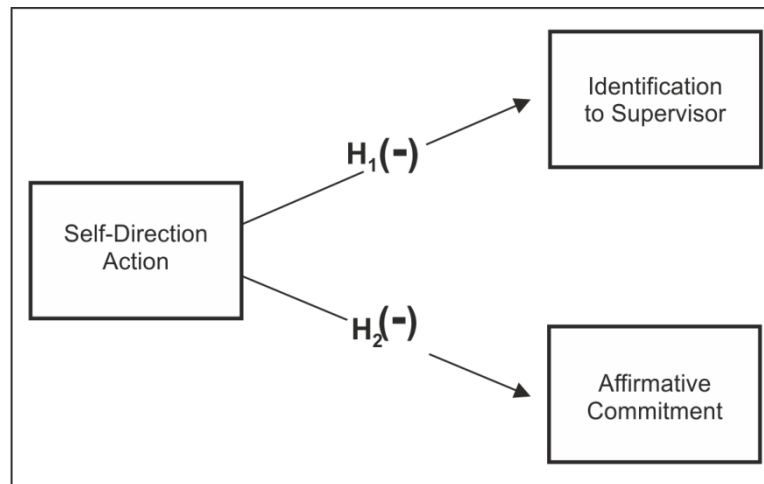 Identification
to Supervisor
H₁(-)
Self-Direction
Action
H₂(-)
Affirmative
Commitment